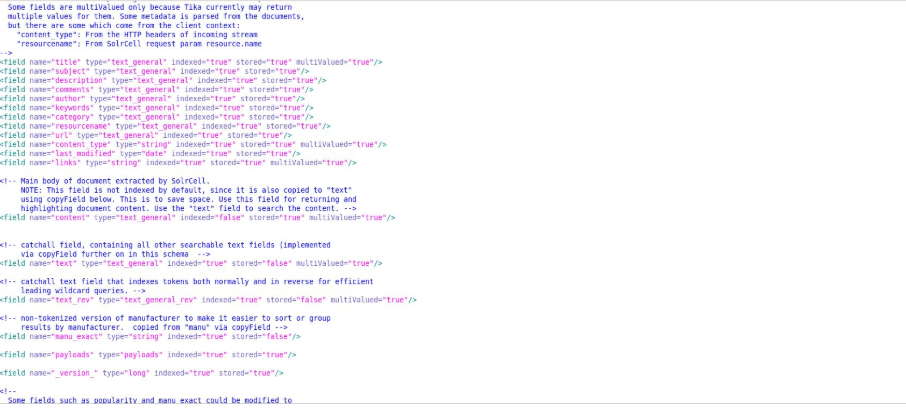 Some fields are multiValued only because Tika currently may return
multiple values for them. Some metadata is parsed from the documents,
but there are some which come from the client context:
"content_type": From the HTTP headers of incoming stream
"resourcename": From SolrCell request param resource.name
-->
<field name="title" type="text_general" indexed="true" stored="true" multiValued="true"/>
<field name="subject" type="text_general" indexed="true" stored="true"/>
<field name="description" type="text_general" indexed="true" stored="true"/>
<field name="comments" type="text_general" indexed="true" stored="true"/>
<field name="author" type="text_general" indexed="true" stored="true"/>
<field name="keywords" type="text_general" indexed="true" stored="true"/>
<field name="category" type="text_general" indexed="true" stored="true"/>
<field name="resourcename" type="text_general" indexed="true" stored="true"/>
<field name="url" type="text_general" indexed="true" stored="true"/>
<field name="content_type" type="string" indexed="true" stored="true" multiValued="true"/>
<field name="last_modified" type="date" indexed="true" stored="true"/>
<field name="links" type="string" indexed="true" stored="true" multiValued="true"/>
<!-- Main body of document extracted by SolrCell.
NOTE: This field is not indexed by default, since it is also copied to "text"
using copyField below. This is to save space. Use this field for returning and
highlighting document content. Use the "text" field to search the content. -->
<field name="content" type="text_general" indexed="false" stored="true" multiValued="true"/>
<!-- catchall field, containing all other searchable text fields (implemented
via copyField further on in this schema  -->
<field name="text" type="text_general" indexed="true" stored="false" multiValued="true"/>
<!-- catchall text field that indexes tokens both normally and in reverse for efficient
leading wildcard queries. -->
<field name="text_rev" type="text_general_rev" indexed="true" stored="false" multiValued="true"/>
<!-- non-tokenized version of manufacturer to make it easier to sort or group
results by manufacturer.  copied from "manu" via copyField -->
<field name="manu_exact" type="string" indexed="true" stored="false"/>
<field name="payloads" type="payloads" indexed="true" stored="true"/>
<field name="_version_" type="long" indexed="true" stored="true"/>
<!--
Some fields such as popularity and manu_exact could be modified to